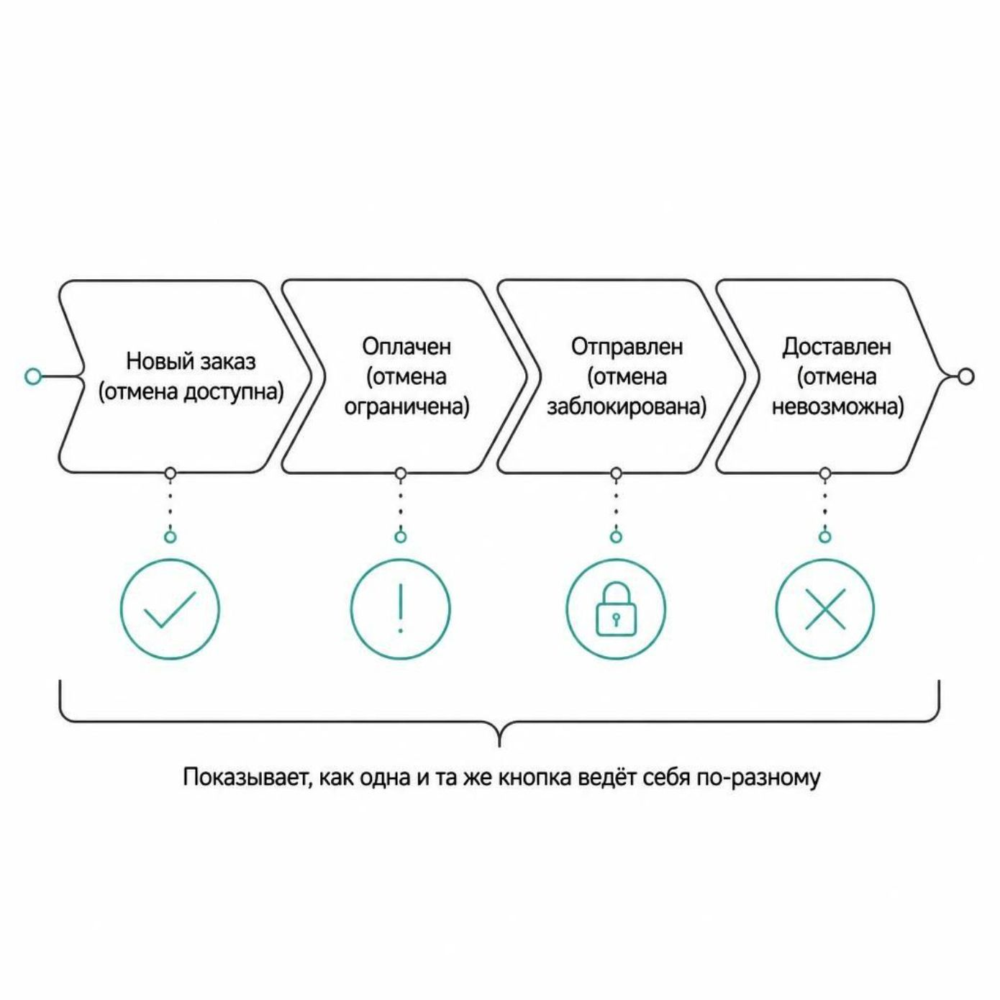 Новый заказ
(отмена доступна)
Оплачен
(отмена
ограничена)
Отправлен
(отмена
заблокирована)
Доставлен
(отмена
невозможна)
Показывает, как одна и та же кнопка ведёт себя по-разному